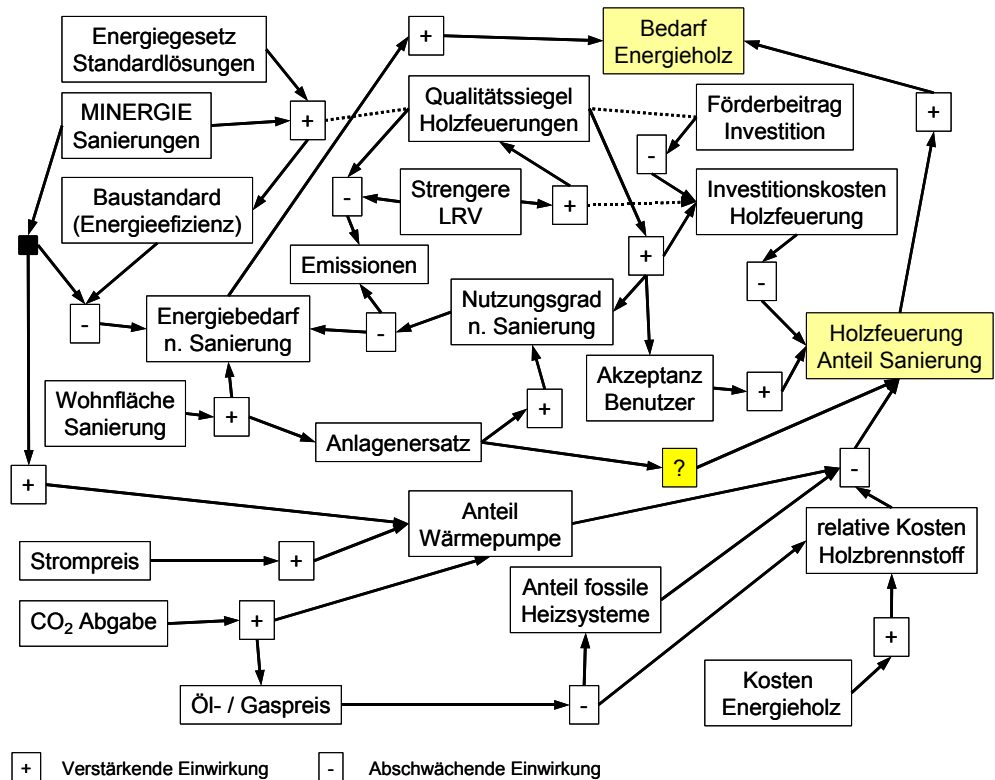 Energiegesetz
Standardlösungen
+
Bedarf
Energieholz
MINERGIE
Sanierungen
+
Qualitätssiegel
Holzfeuerungen
Förderbeitrag
Investition
+
-
Baustandard
(Energieefizienz)
-
Strengere
LRV
+
Investitionskosten
Holzfeuerung
Emissionen
+
-
-
Energiebedarf
n. Sanierung
-
Nutzungsgrad
n. Sanierung
Holzfeuerung
Anteil Sanierung
Wohnfläche
Sanierung
+
+
Akzeptanz
Benutzer
+
Anlagenersatz
?
-
+
Anteil
Wärmepumpe
relative Kosten
Holzbrennstoff
Strompreis
+
Anteil fossile
Heizsysteme
CO₂ Abgabe
+
+
Öl- / Gaspreis
-
Kosten
Energieholz
+ Verstärkende Einwirkung
- Abschwächende Einwirkung